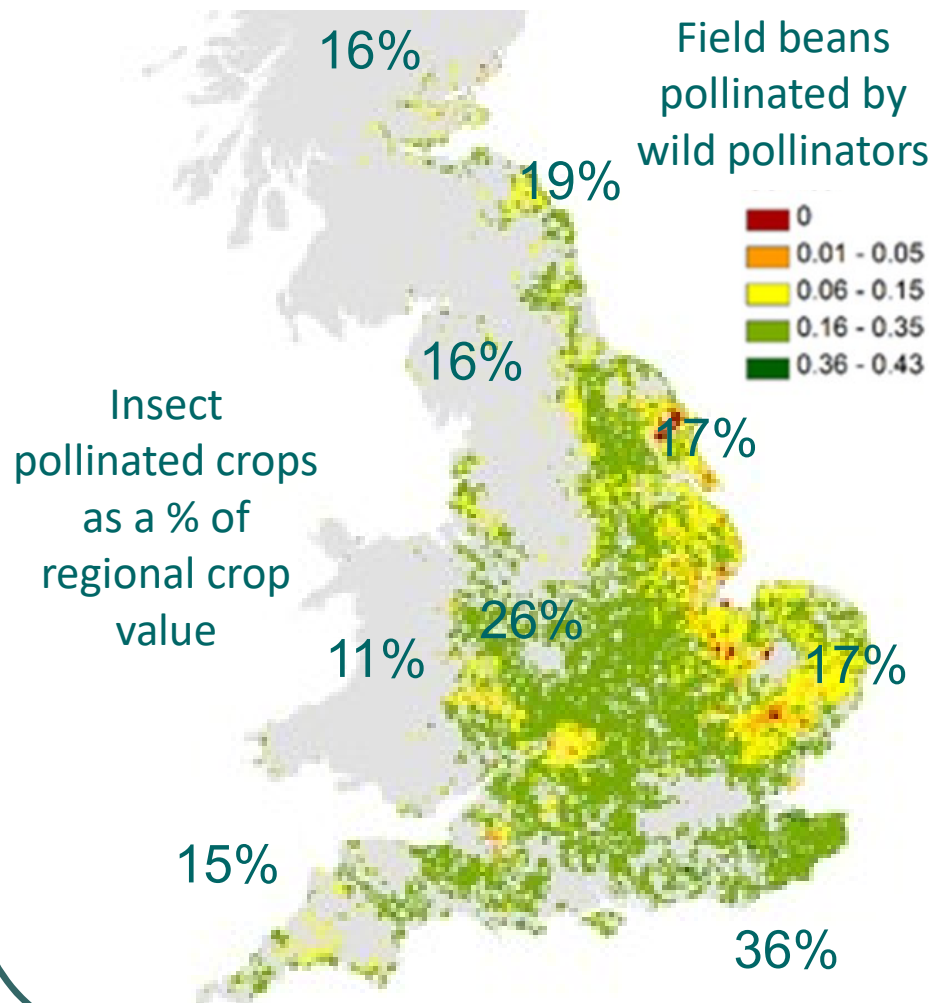 16%
Field beans
pollinated by
wild pollinators
19%
0
0.01 - 0.05
0.06 - 0.15
0.16 - 0.35
0.36 - 0.43
16%
17%
Insect
pollinated crops
as a % of
regional crop
value
26%
11%
17%
15%
36%